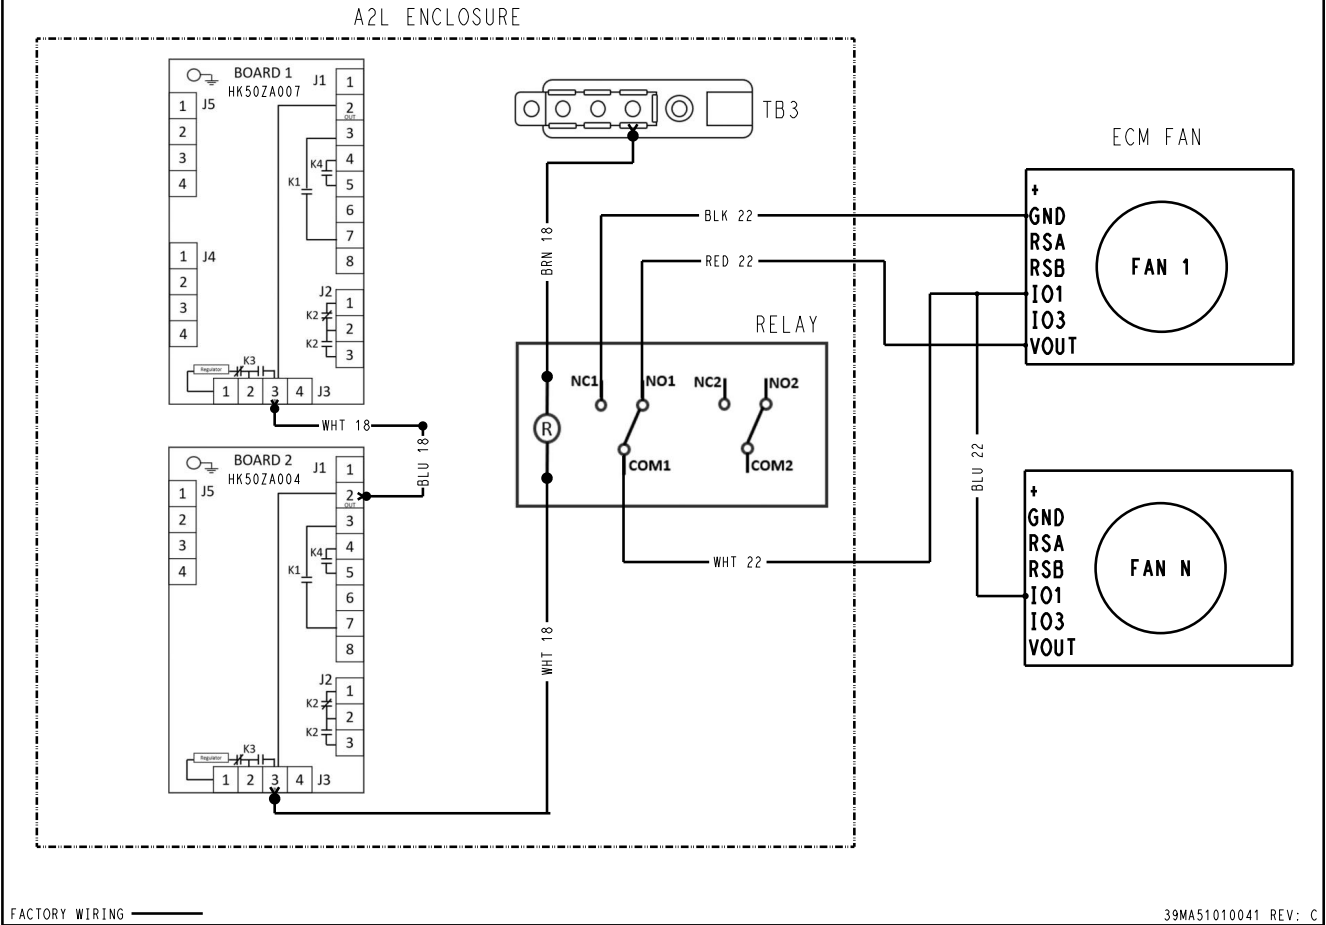 A2L ENCLOSURE
BOARD 1
HK50ZA007
J1
1
2
OUT
3
4
5
6
7
8
J5
1
2
3
4
K4
K1
J4
1
2
3
4
J2
1
2
3
K2
K2
K3
Regulator
1 2 3 4 J3
WHT 18
BLU 18
BOARD 2
HK50ZA004
J1
1
2
OUT
3
4
5
6
7
8
J5
1
2
3
4
K4
K1
J2
1
2
3
K2
K2
K3
Regulator
1 2 3 4 J3
TB3
BRN 18
BLK 22
RED 22
RELAY
NC1 NO1 NC2 NO2
R
COM1 COM2
WHT 22
WHT 18
BLU 22
ECM FAN
+
GND
RSA
RSB
IO1
IO3
VOUT
FAN 1
+
GND
RSA
RSB
IO1
IO3
VOUT
FAN N
FACTORY WIRING
39MA51010041 REV: C